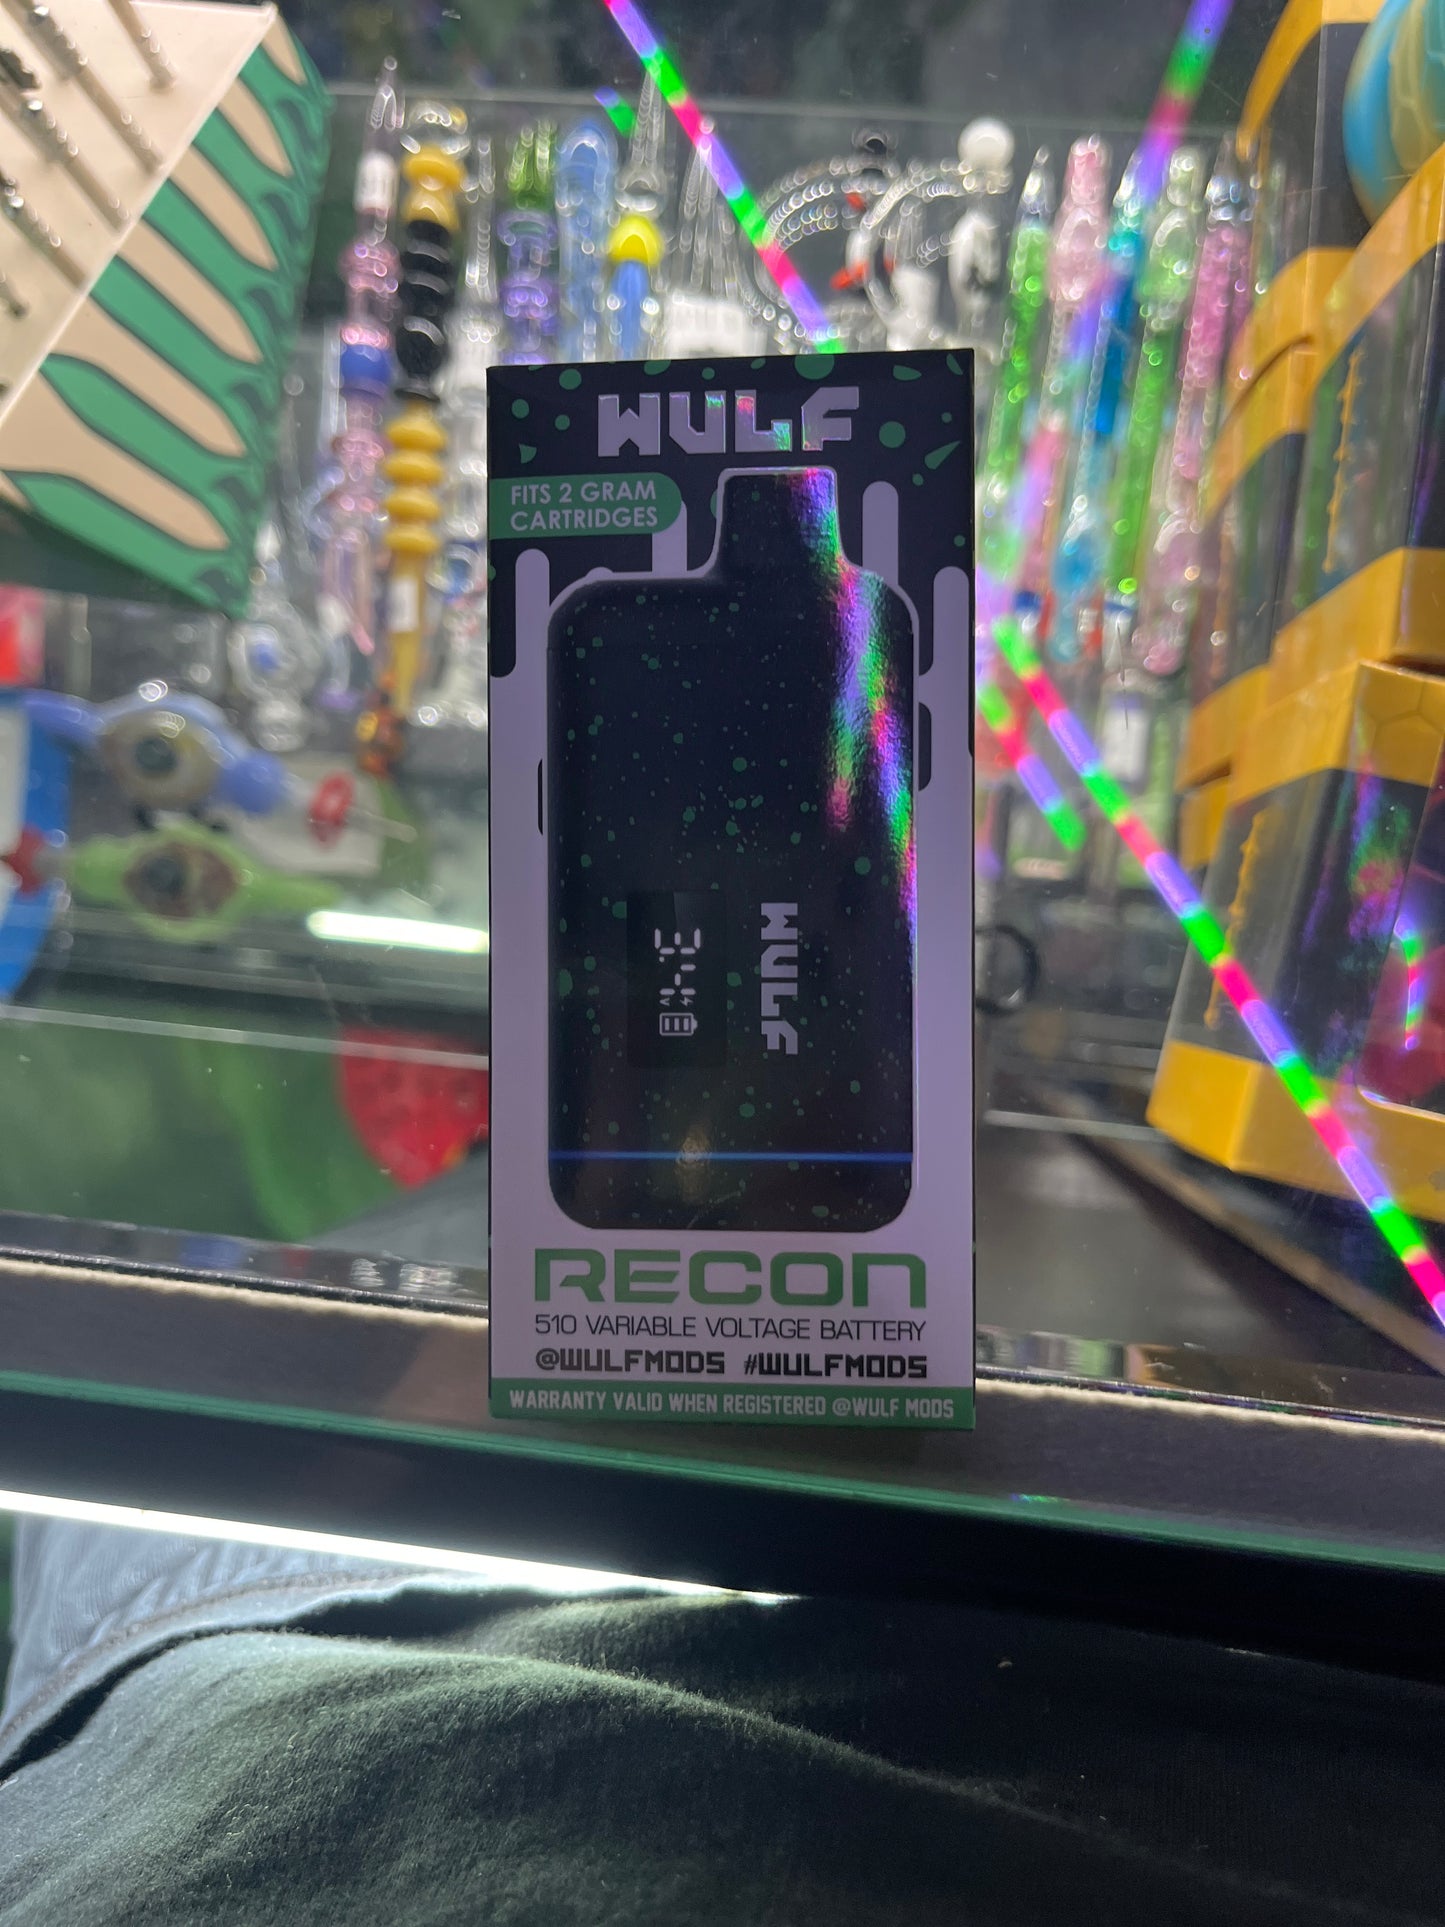 WULF
FITS 2 GRAM
CARTRIDGES
WULF
RECON
510 VARIABLE VOLTAGE BATTERY
@WULFMODS #WULFMODS
WARRANTY VALID WHEN REGISTERED @WULF MODS